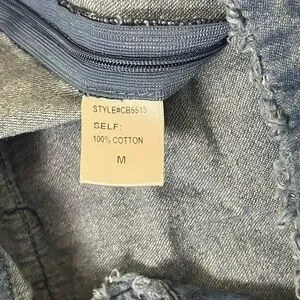 STYLE#CB5513
SELF:
100% COTTON
M